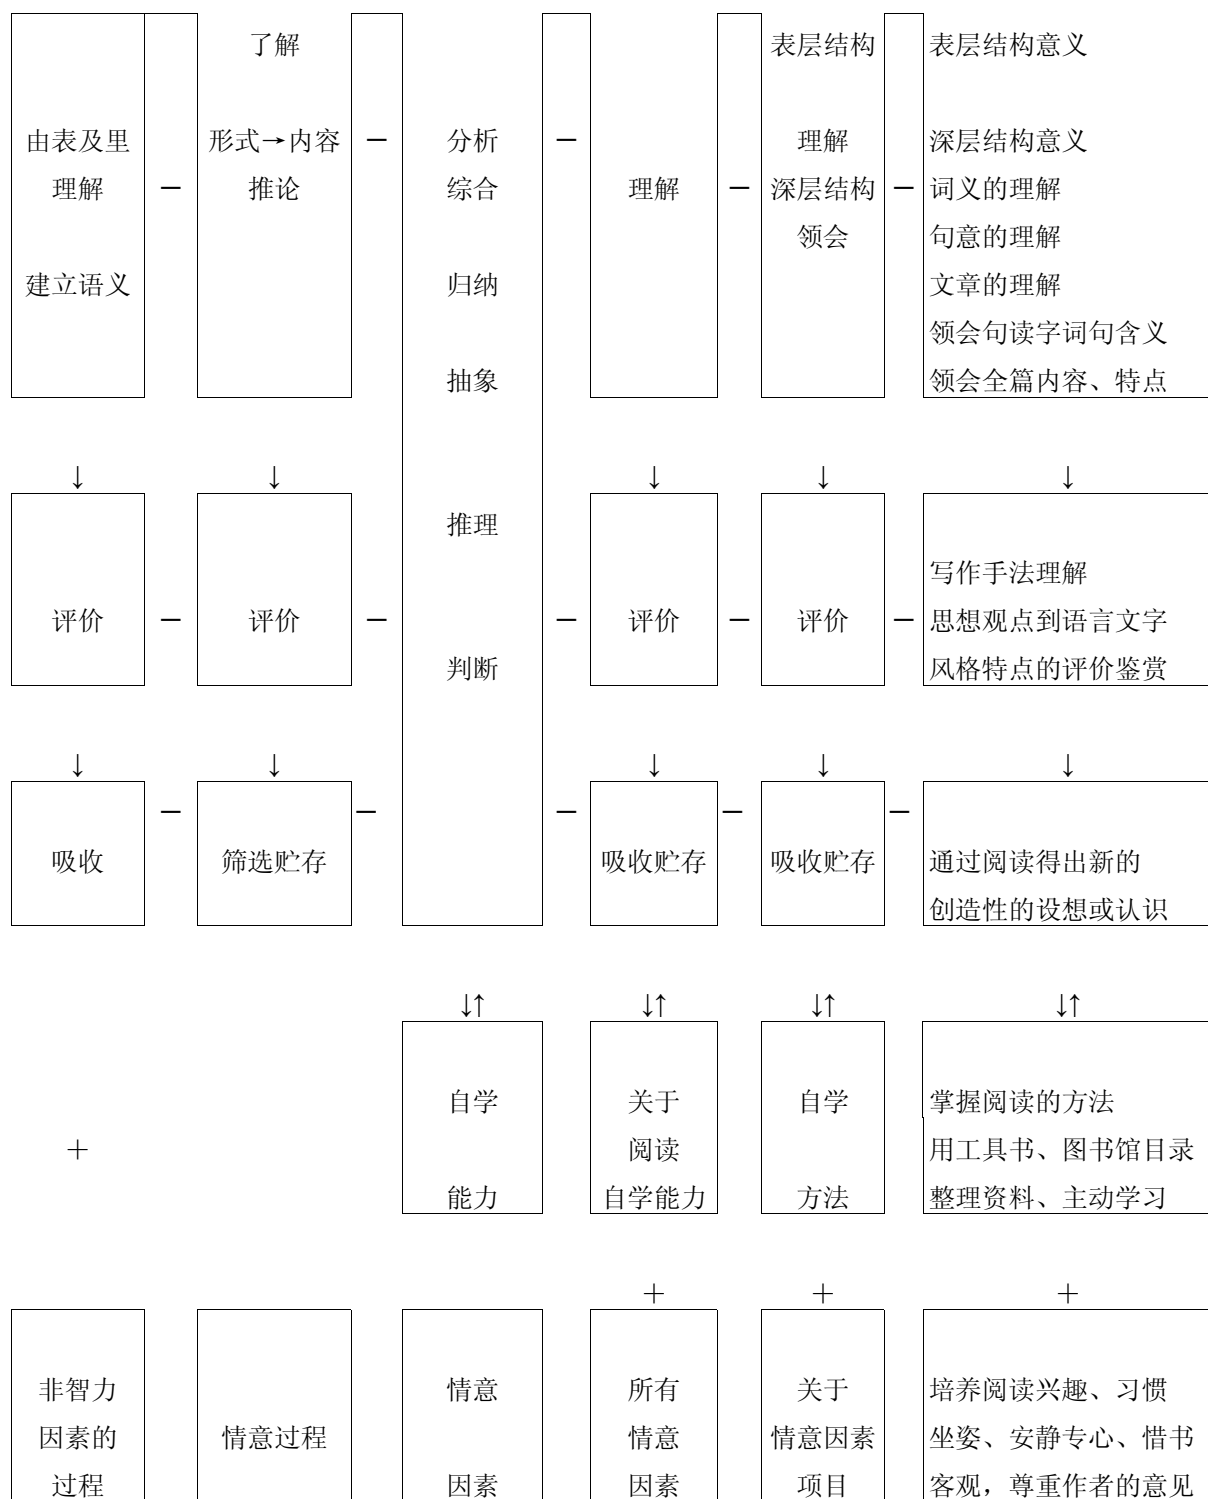 了解 表层结构 表层结构意义
由表及里 形式→内容 — 分析 — 理解 深层结构意义
理解 — 推论 综合 理解 — 深层结构 — 词义的理解
领会 句意的理解
建立语义 归纳 文章的理解
领会句读字词句含义
抽象 领会全篇内容、特点
↓ ↓ ↓ ↓ ↓
推理
写作手法理解
评价 — 评价 — — 评价 — 评价 — 思想观点到语言文字
判断 风格特点的评价鉴赏
↓ ↓ ↓ ↓ ↓
— — — — —
吸收 筛选贮存 吸收贮存 吸收贮存 通过阅读得出新的
创造性的设想或认识
↓↑ ↓↑ ↓↑ ↓↑
自学 关于 自学 掌握阅读的方法
＋ 阅读 用工具书、图书馆目录
能力 自学能力 方法 整理资料、主动学习
＋ ＋ ＋
非智力 情意 所有 关于 培养阅读兴趣、习惯
因素的 情意过程 情意 情意因素 坐姿、安静专心、惜书
过程 因素 因素 项目 客观，尊重作者的意见